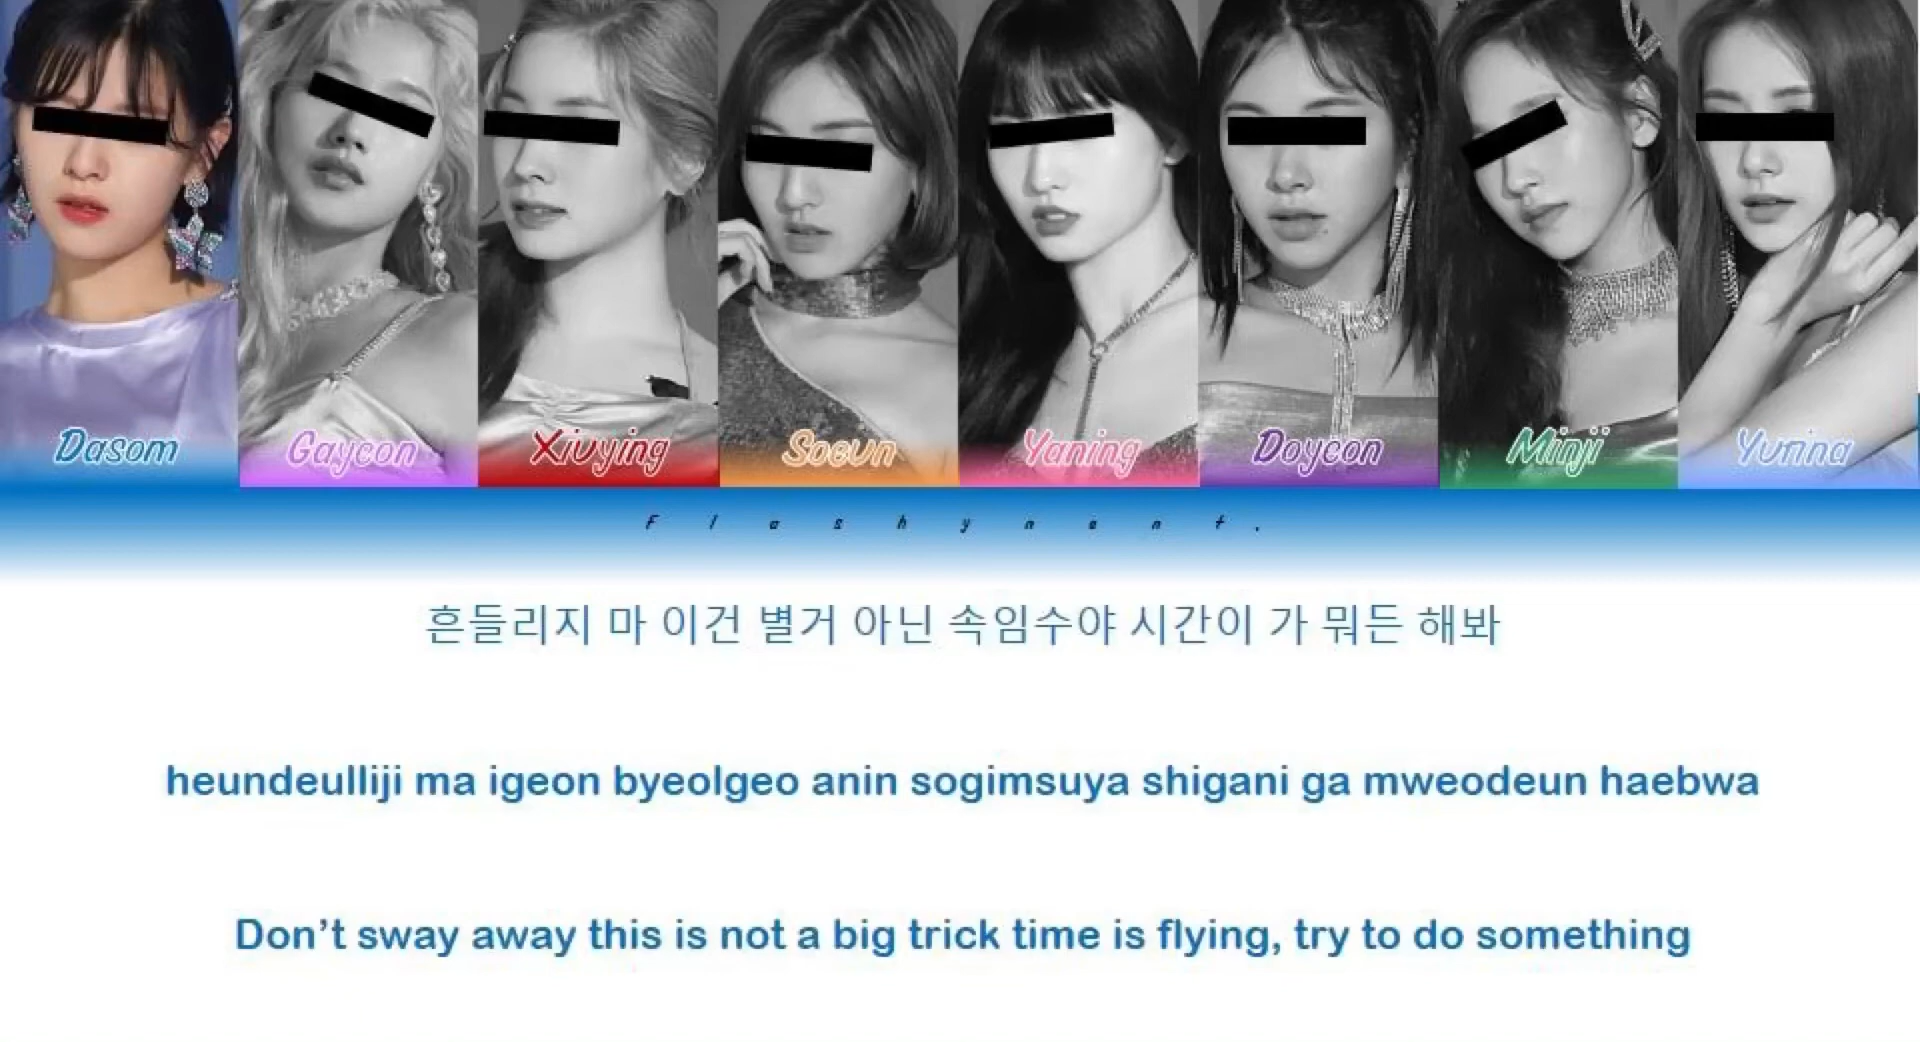 Dasom Gayeon Xiuying Soeun Yaning Doyeon Minji Yunna
Flashynent.
흔들리지 마 이건 별거 아닌 속임수야 시간이 가 뭐든 해봐
heundeulliji ma igeon byeolgeo anin sogimsuya shigani ga mweodeun haebwa
Don’t sway away this is not a big trick time is flying, try to do something